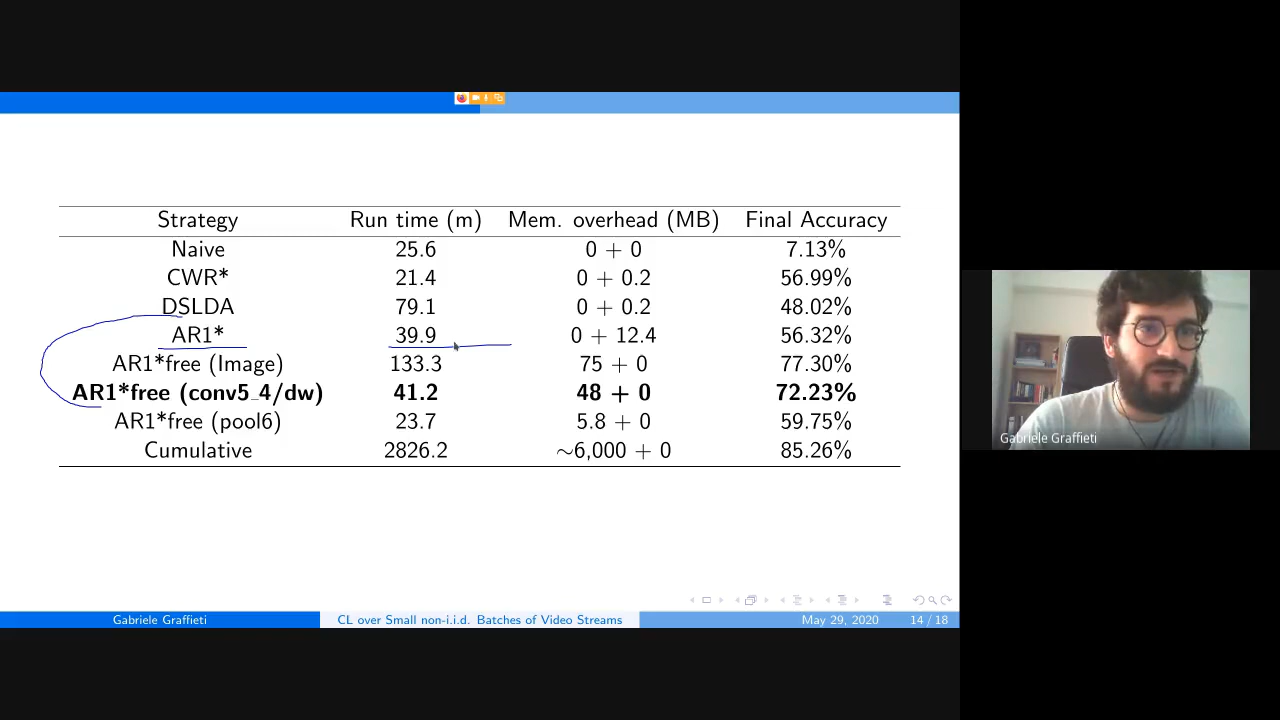 Strategy Run time (m) Mem. overhead (MB) Final Accuracy
Naive 25.6 0 + 0 7.13%
CWR* 21.4 0 + 0.2 56.99%
DSLDA 79.1 0 + 0.2 48.02%
AR1* 39.9 0 + 12.4 56.32%
AR1*free (Image) 133.3 75 + 0 77.30%
AR1*free (conv5_4/dw) 41.2 48 + 0 72.23%
AR1*free (pool6) 23.7 5.8 + 0 59.75%
Cumulative 2826.2 ~6,000 + 0 85.26%
Gabriele Graffieti
Gabriele Graffieti CL over Small non-i.i.d. Batches of Video Streams May 29, 2020 14 / 18